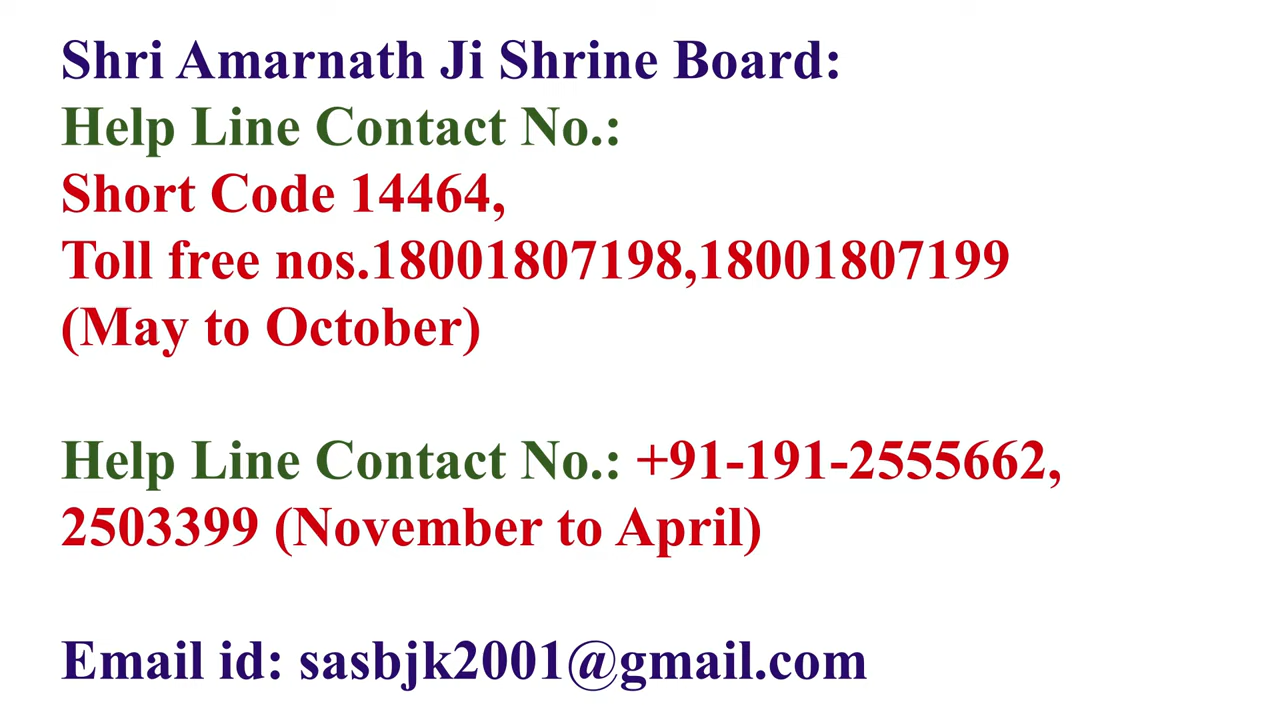 Shri Amarnath Ji Shrine Board:
Help Line Contact No.:
Short Code 14464,
Toll free nos.18001807198,18001807199
(May to October)
Help Line Contact No.: +91-191-2555662,
2503399 (November to April)
Email id: sasbjk2001@gmail.com